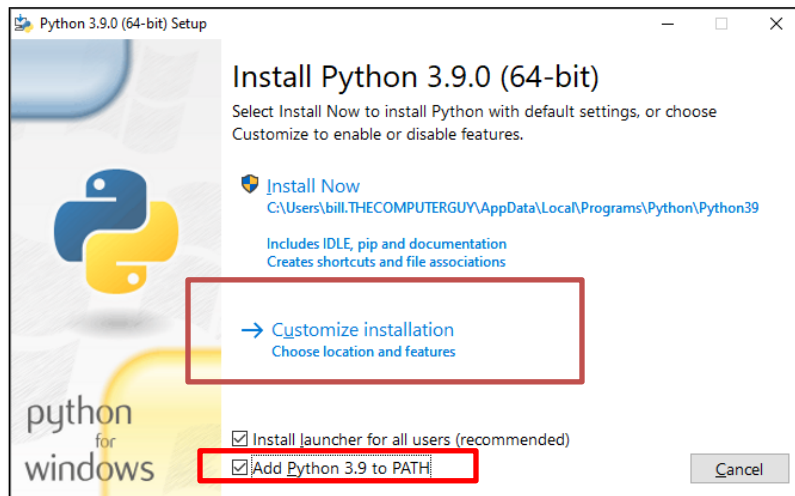 Python 3.9.0 (64-bit) Setup
Install Python 3.9.0 (64-bit)
Select Install Now to install Python with default settings, or choose
Customize to enable or disable features.
Install Now
C:\Users\bill.THECOMPUTERGUY\AppData\Local\Programs\Python\Python39
Includes IDLE, pip and documentation
Creates shortcuts and file associations
Customize installation
Choose location and features
python
for
windows
Install launcher for all users (recommended)
Add Python 3.9 to PATH
Cancel